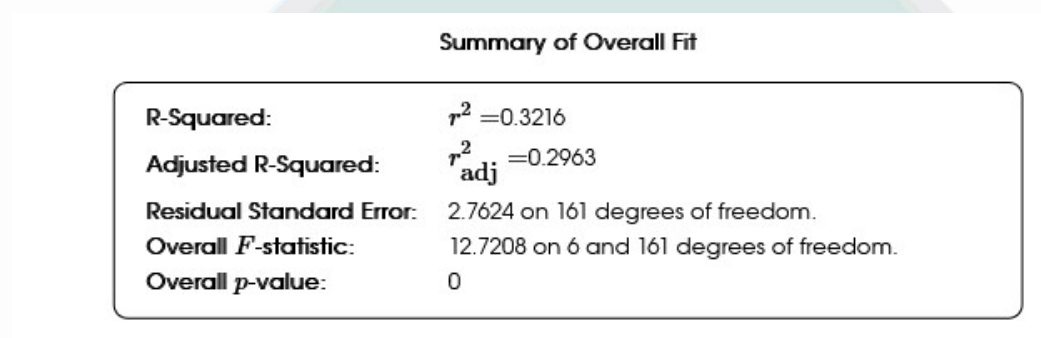 Summary of Overall Fit
R-Squared: r² =0.3216
Adjusted R-Squared: r²adj =0.2963
Residual Standard Error: 2.7624 on 161 degrees of freedom.
Overall F-statistic: 12.7208 on 6 and 161 degrees of freedom.
Overall p-value: 0